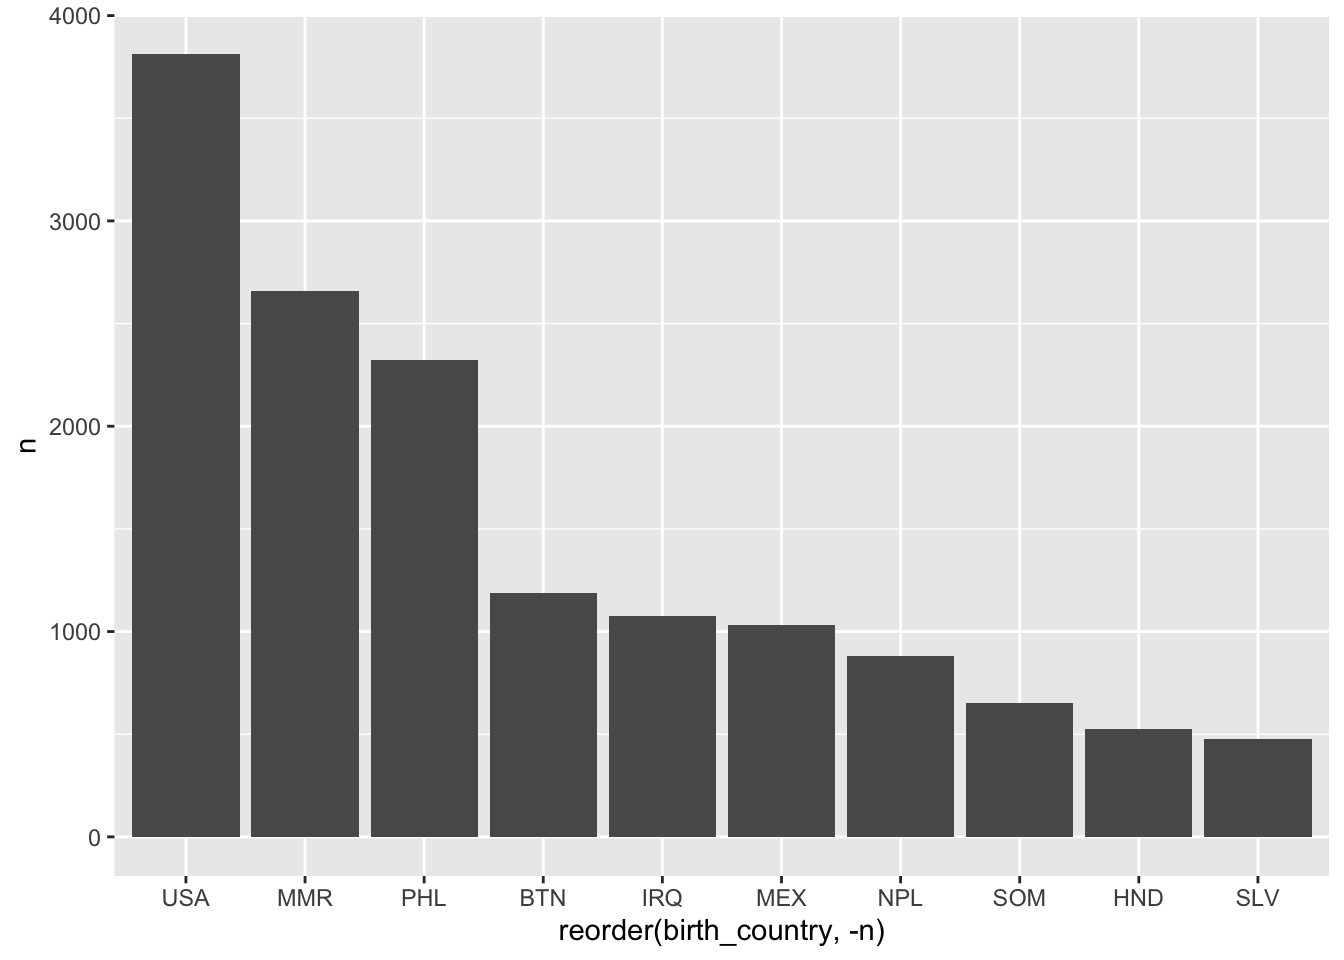 4000
3000
2000
1000
0
n
USA MMR PHL BTN IRQ MEX NPL SOM HND SLV
reorder(birth_country, -n)